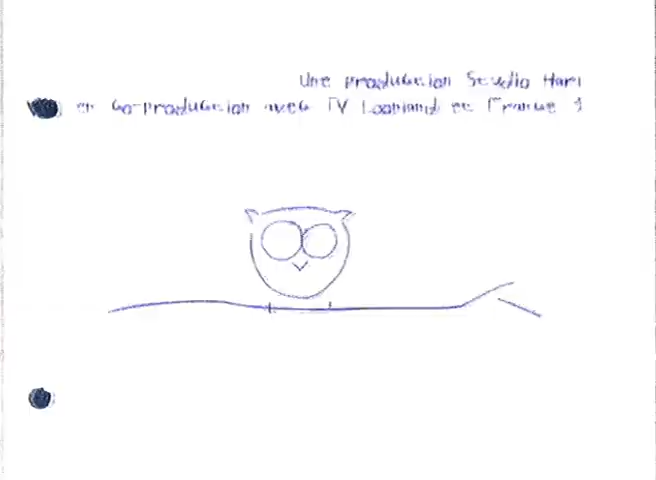 Une production Studio Hari
en co-production avec TV Loonland et France 3